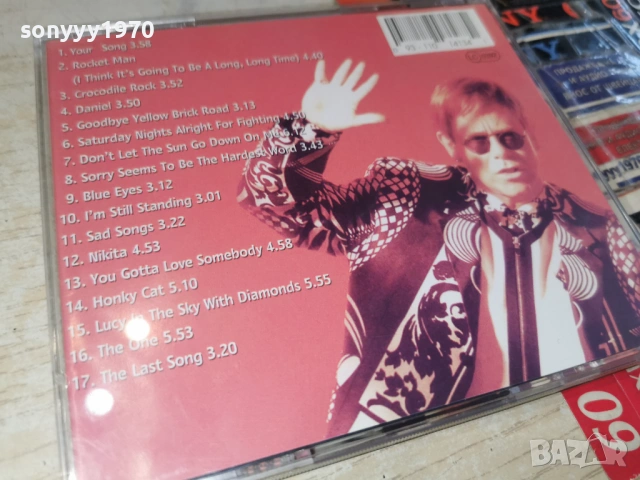 sonyyy1970
1. Your Song 3.58
2. Rocket Man
(I Think It's Going To Be A Long, Long Time) 4.40
3. Crocodile Rock 3.52
4. Daniel 3.50
5. Goodbye Yellow Brick Road 3.13
6. Saturday Nights Alright For Fighting 4.50
7. Don't Let The Sun Go Down On Me 6.12
8. Sorry Seems To Be The Hardest Word 3.43
9. Blue Eyes 3.12
10. I'm Still Standing 3.01
11. Sad Songs 3.22
12. Nikita 4.53
13. You Gotta Love Somebody 4.58
14. Honky Cat 5.10
15. Lucy In The Sky With Diamonds 5.55
16. The One 5.53
17. The Last Song 3.20
BAZAR